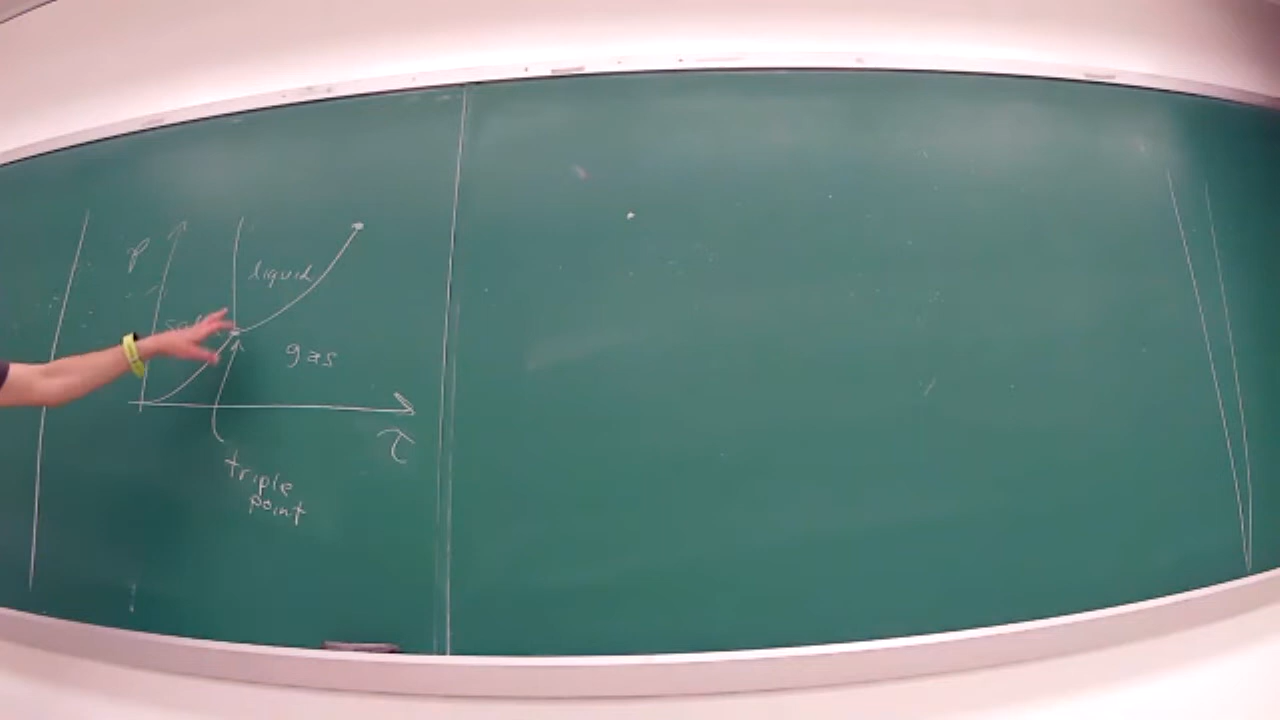 p
liquid
gas
τ
triple
point